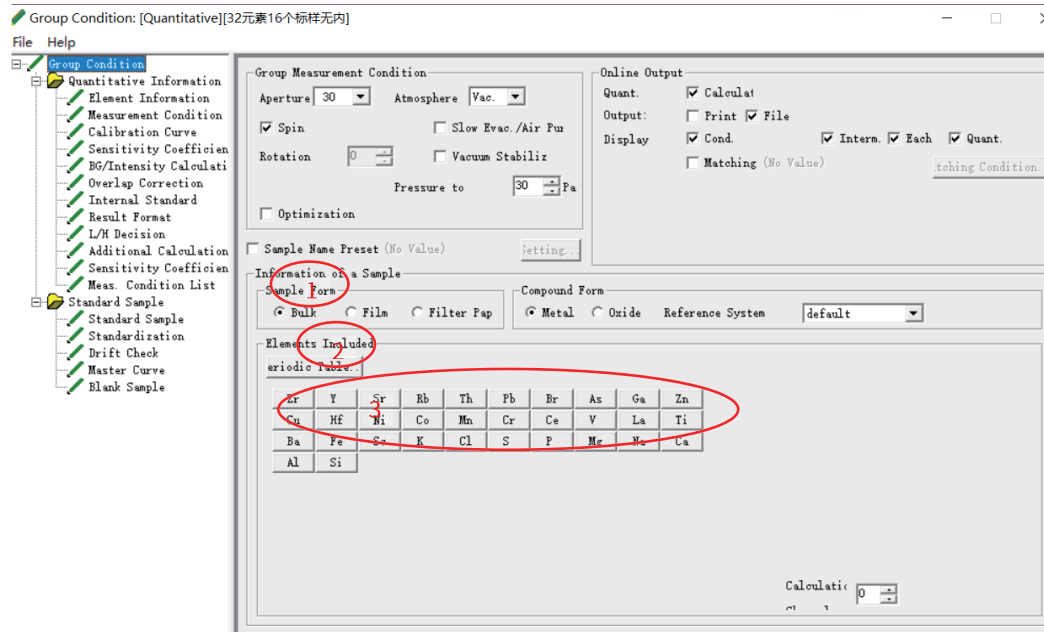 Group Condition: [Quantitative][32元素16个标样无内]
File Help
Group Condition
Quantitative Information
Element Information
Measurement Condition
Calibration Curve
Sensitivity Coefficien
BG/Intensity Calculati
Overlap Correction
Internal Standard
Result Format
L/H Decision
Additional Calculation
Sensitivity Coefficien
Meas. Condition List
Standard Sample
Standard Sample
Standardization
Drift Check
Master Curve
Blank Sample
Group Measurement Condition
Aperture 30 Atmosphere Vac.
Spin Slow Evac./Air Pur
Rotation 0 Vacuum Stabiliz
Pressure to 30 Pa
Optimization
Online Output
Quant. Calculat
Output: Print File
Display Cond. Interm. Each Quant.
Matching (No Value) tching Condition.
Sample Name Preset (No Value) Setting...
Information of a Sample
Sample Form
1
Bulk Film Filter Pap
Compound Form
Metal Oxide Reference System default
Elements Included
2
eriodic Table..
3
Zr Y Sr Rb Th Pb Br As Ga Zn
Cu Hf Ni Co Mn Cr Ce V La Ti
Ba Fe Sc K Cl S P Mg Na Ca
Al Si
Calculatio 0